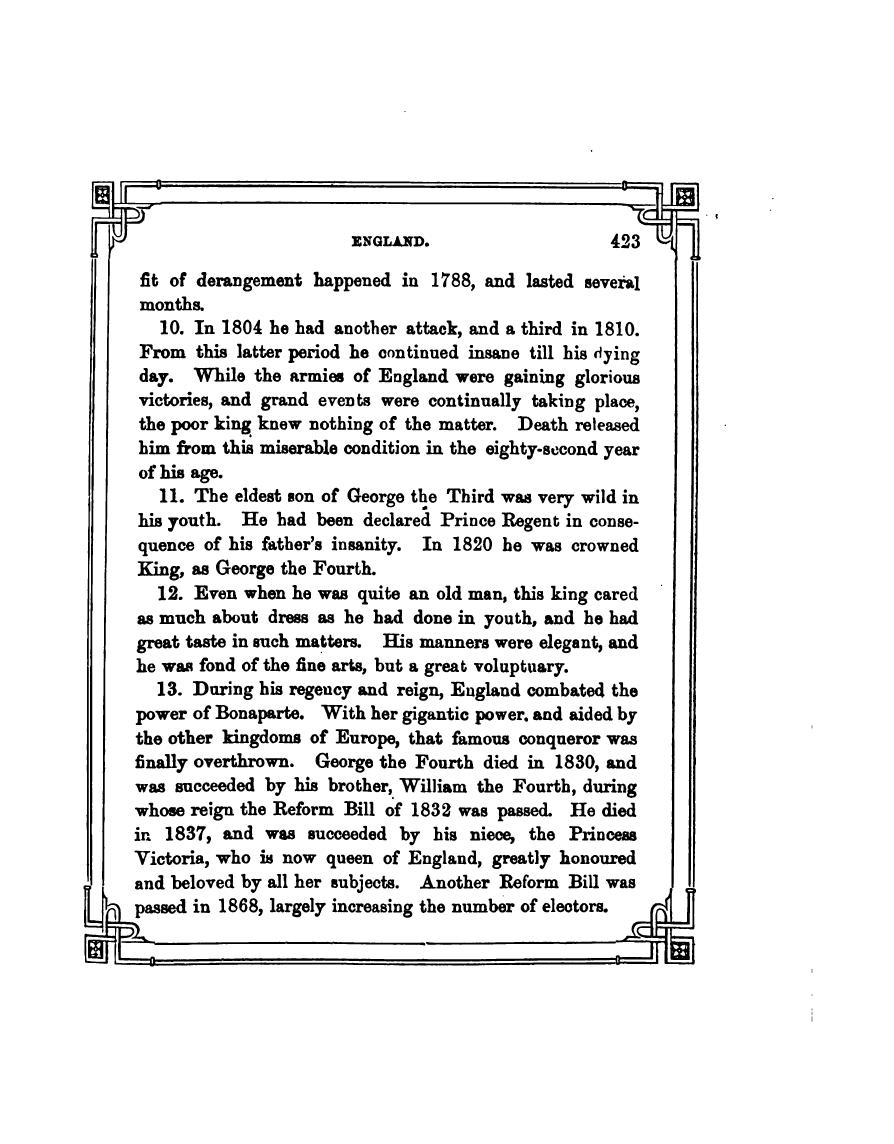 ENGLAND. 423
fit of derangement happened in 1788, and lasted several
months.
10. In 1804 he had another attack, and a third in 1810.
From this latter period he continued insane till his dying
day. While the armies of England were gaining glorious
victories, and grand events were continually taking place,
the poor king knew nothing of the matter. Death released
him from this miserable condition in the eighty-second year
of his age.
11. The eldest son of George the Third was very wild in
his youth. He had been declared Prince Regent in conse-
quence of his father's insanity. In 1820 he was crowned
King, as George the Fourth.
12. Even when he was quite an old man, this king cared
as much about dress as he had done in youth, and he had
great taste in such matters. His manners were elegant, and
he was fond of the fine arts, but a great voluptuary.
13. During his regency and reign, England combated the
power of Bonaparte. With her gigantic power, and aided by
the other kingdoms of Europe, that famous conqueror was
finally overthrown. George the Fourth died in 1830, and
was succeeded by his brother, William the Fourth, during
whose reign the Reform Bill of 1832 was passed. He died
in 1837, and was succeeded by his niece, the Princess
Victoria, who is now queen of England, greatly honoured
and beloved by all her subjects. Another Reform Bill was
passed in 1868, largely increasing the number of electors.